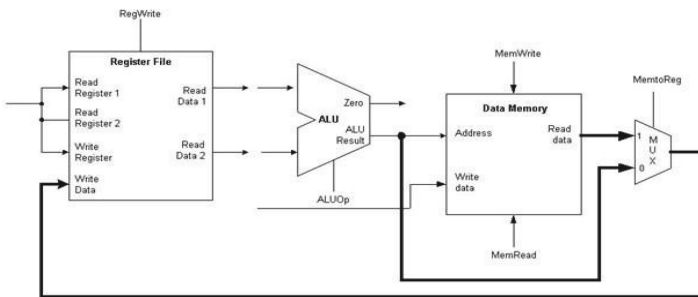 RegWrite
Register File
Read
Register 1
Read
Register 2
Write
Register
Write
Data
Read
Data 1
Read
Data 2
Zero
ALU
ALU
Result
ALUOp
MemWrite
Data Memory
Address
Read
data
Write
data
MemRead
MemtoReg
1
M
U
X
0